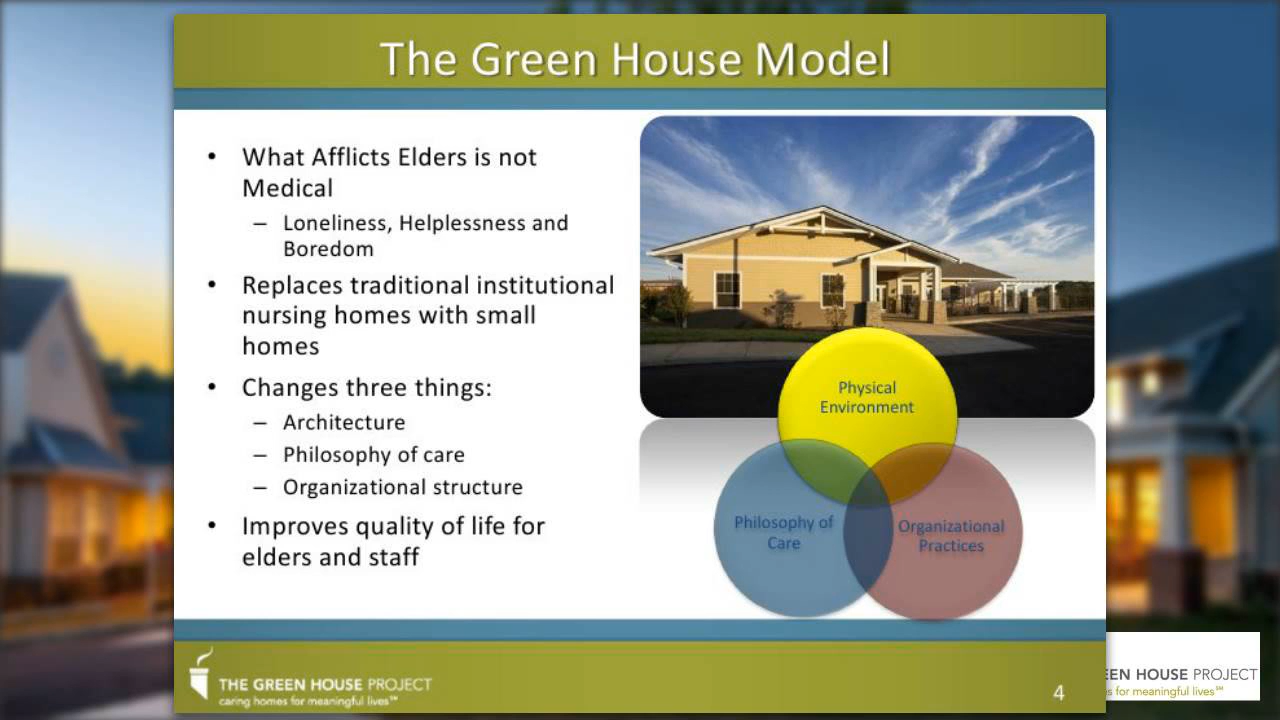 The Green House Model
• What Afflicts Elders is not
Medical
– Loneliness, Helplessness and
Boredom
• Replaces traditional institutional
nursing homes with small
homes
• Changes three things:
– Architecture
– Philosophy of care
– Organizational structure
• Improves quality of life for
elders and staff
Physical
Environment
Philosophy of
Care
Organizational
Practices
THE GREEN HOUSE PROJECT
caring homes for meaningful lives℠
4
EEN HOUSE PROJECT
s for meaningful lives℠